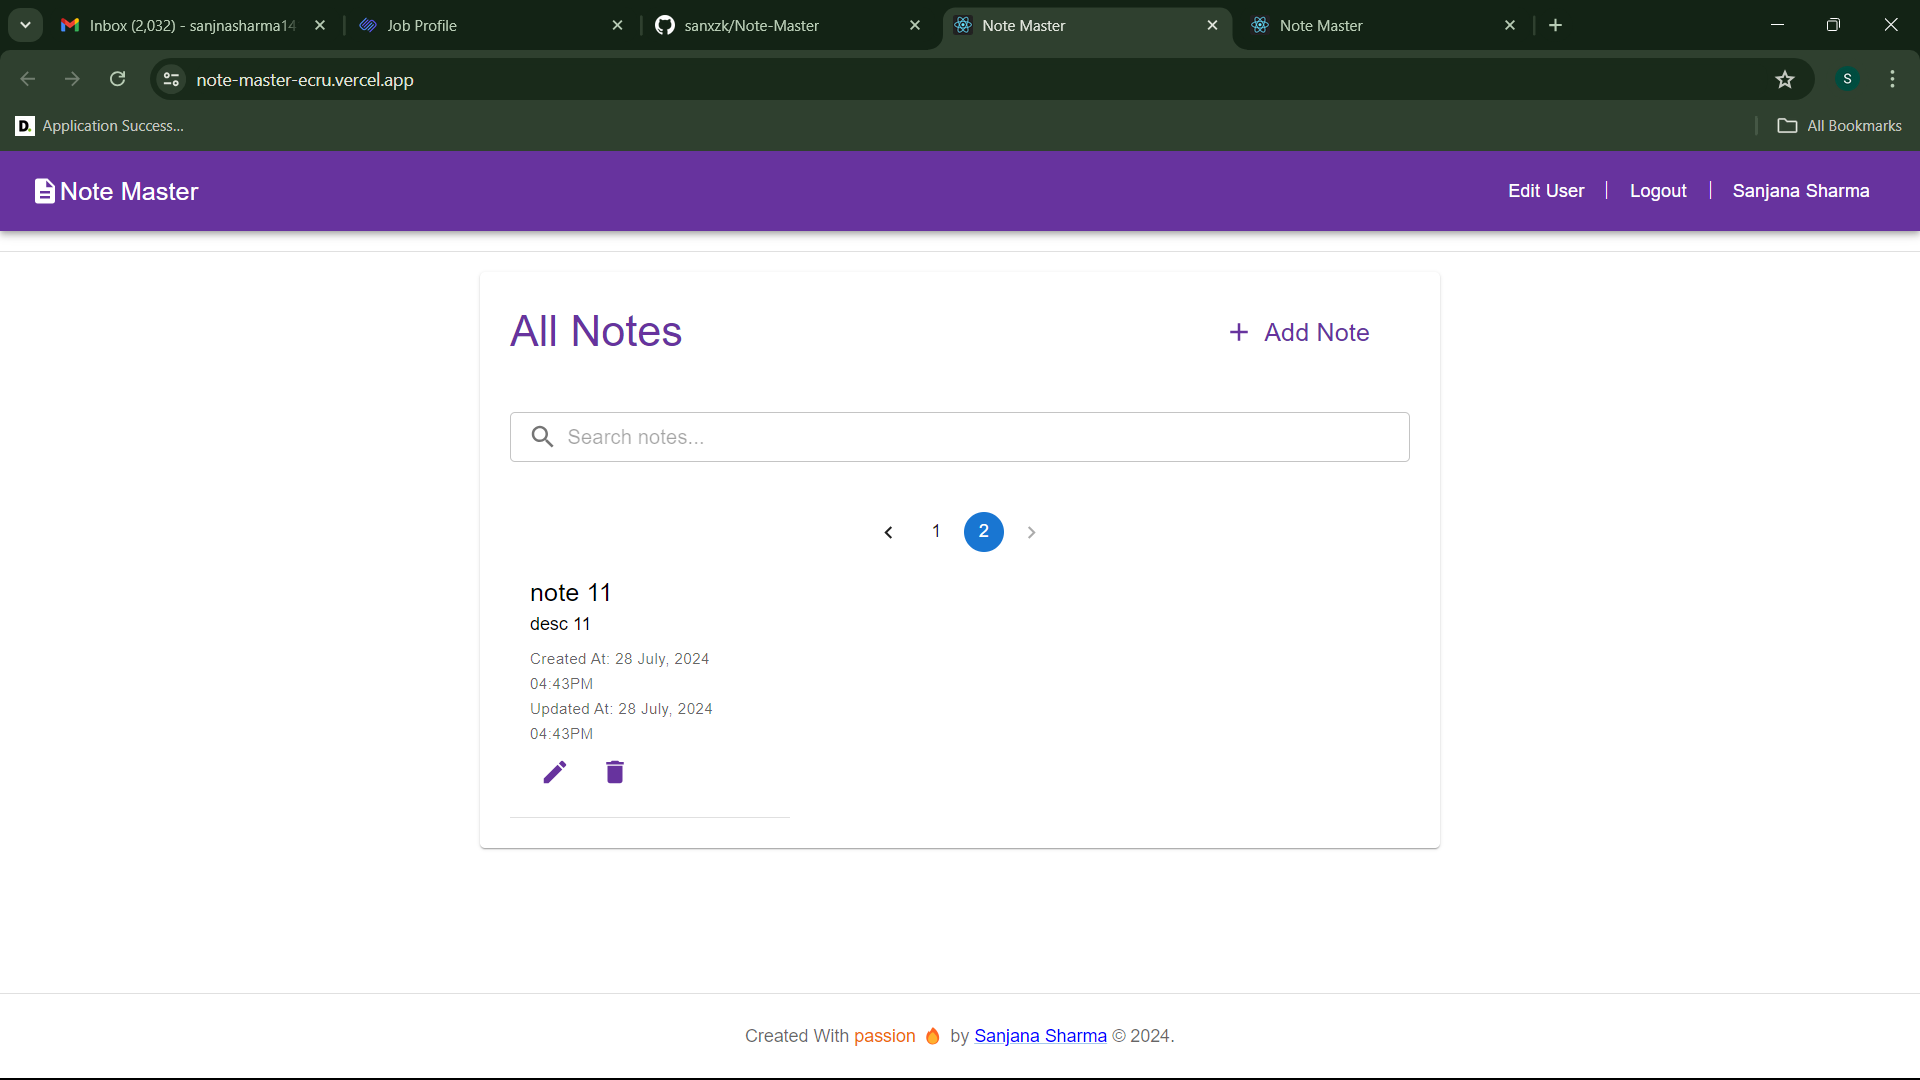 Inbox (2,032) - sanjnasharma14
Job Profile
sanxzk/Note-Master
Note Master
Note Master
note-master-ecru.vercel.app
S
D. Application Success...
All Bookmarks
Note Master
Edit User
Logout
Sanjana Sharma
All Notes
+ Add Note
Search notes...
1 2
note 11
desc 11
Created At: 28 July, 2024
04:43PM
Updated At: 28 July, 2024
04:43PM
Created With passion 🔥 by Sanjana Sharma © 2024.